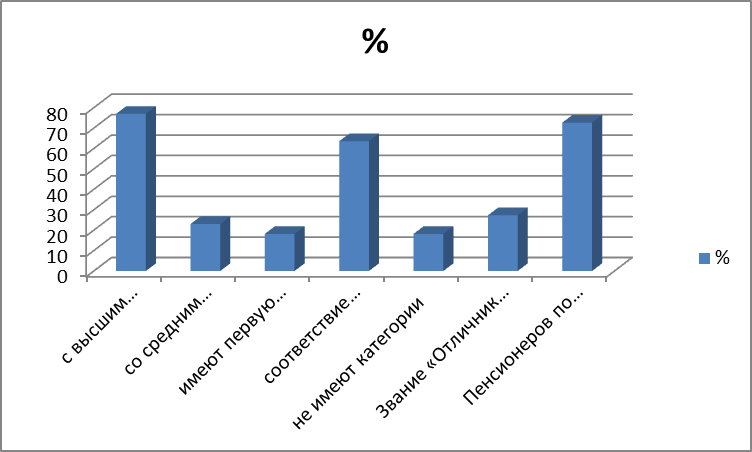 %
80
70
60
50
40
30
20
10
0
с высшим...
со средним...
имеют первую...
соответствие...
не имеют категории
Звание «Отличник...
Пенсионеров по...
%